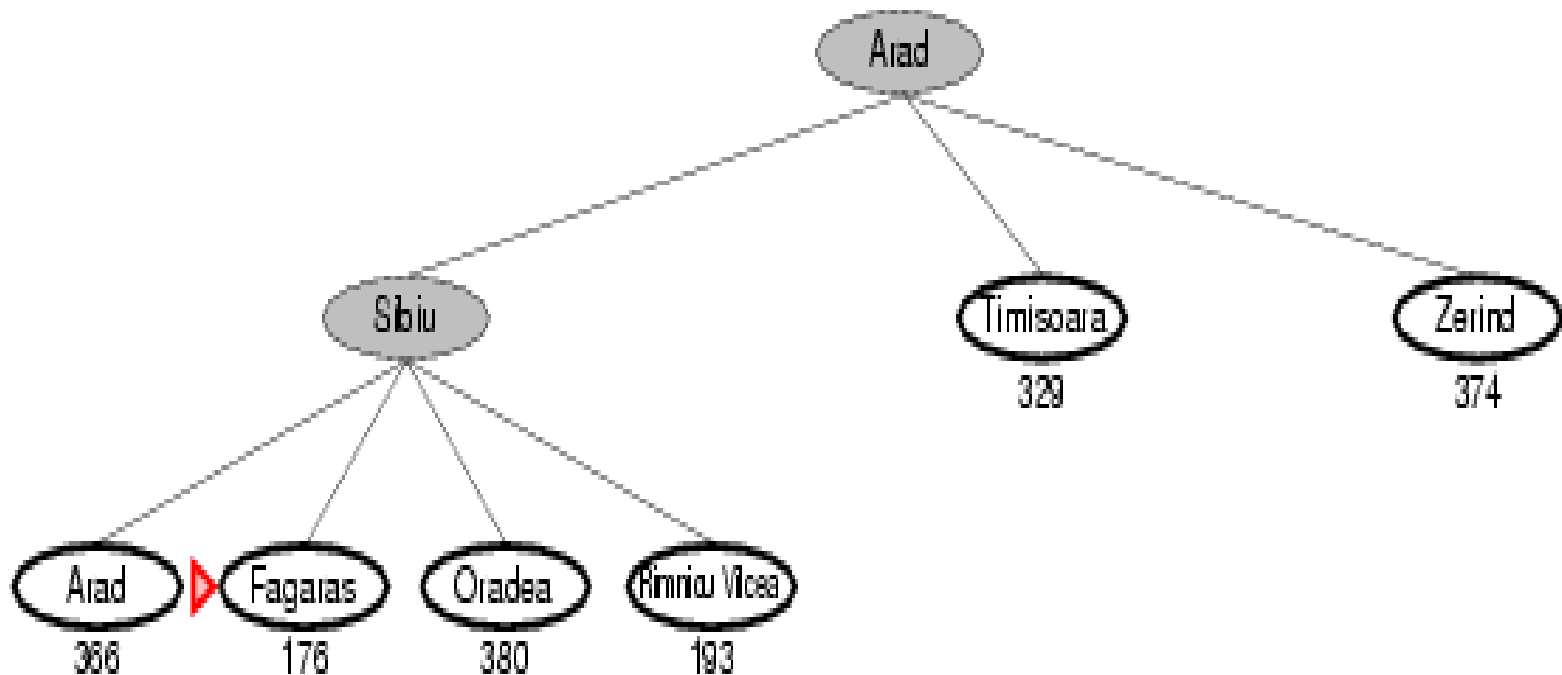 Arad
Sibiu
Timisoara
Zerind
329
374
Arad
Fagaras
Oradea
Rimnicu Vilcea
366
176
380
193